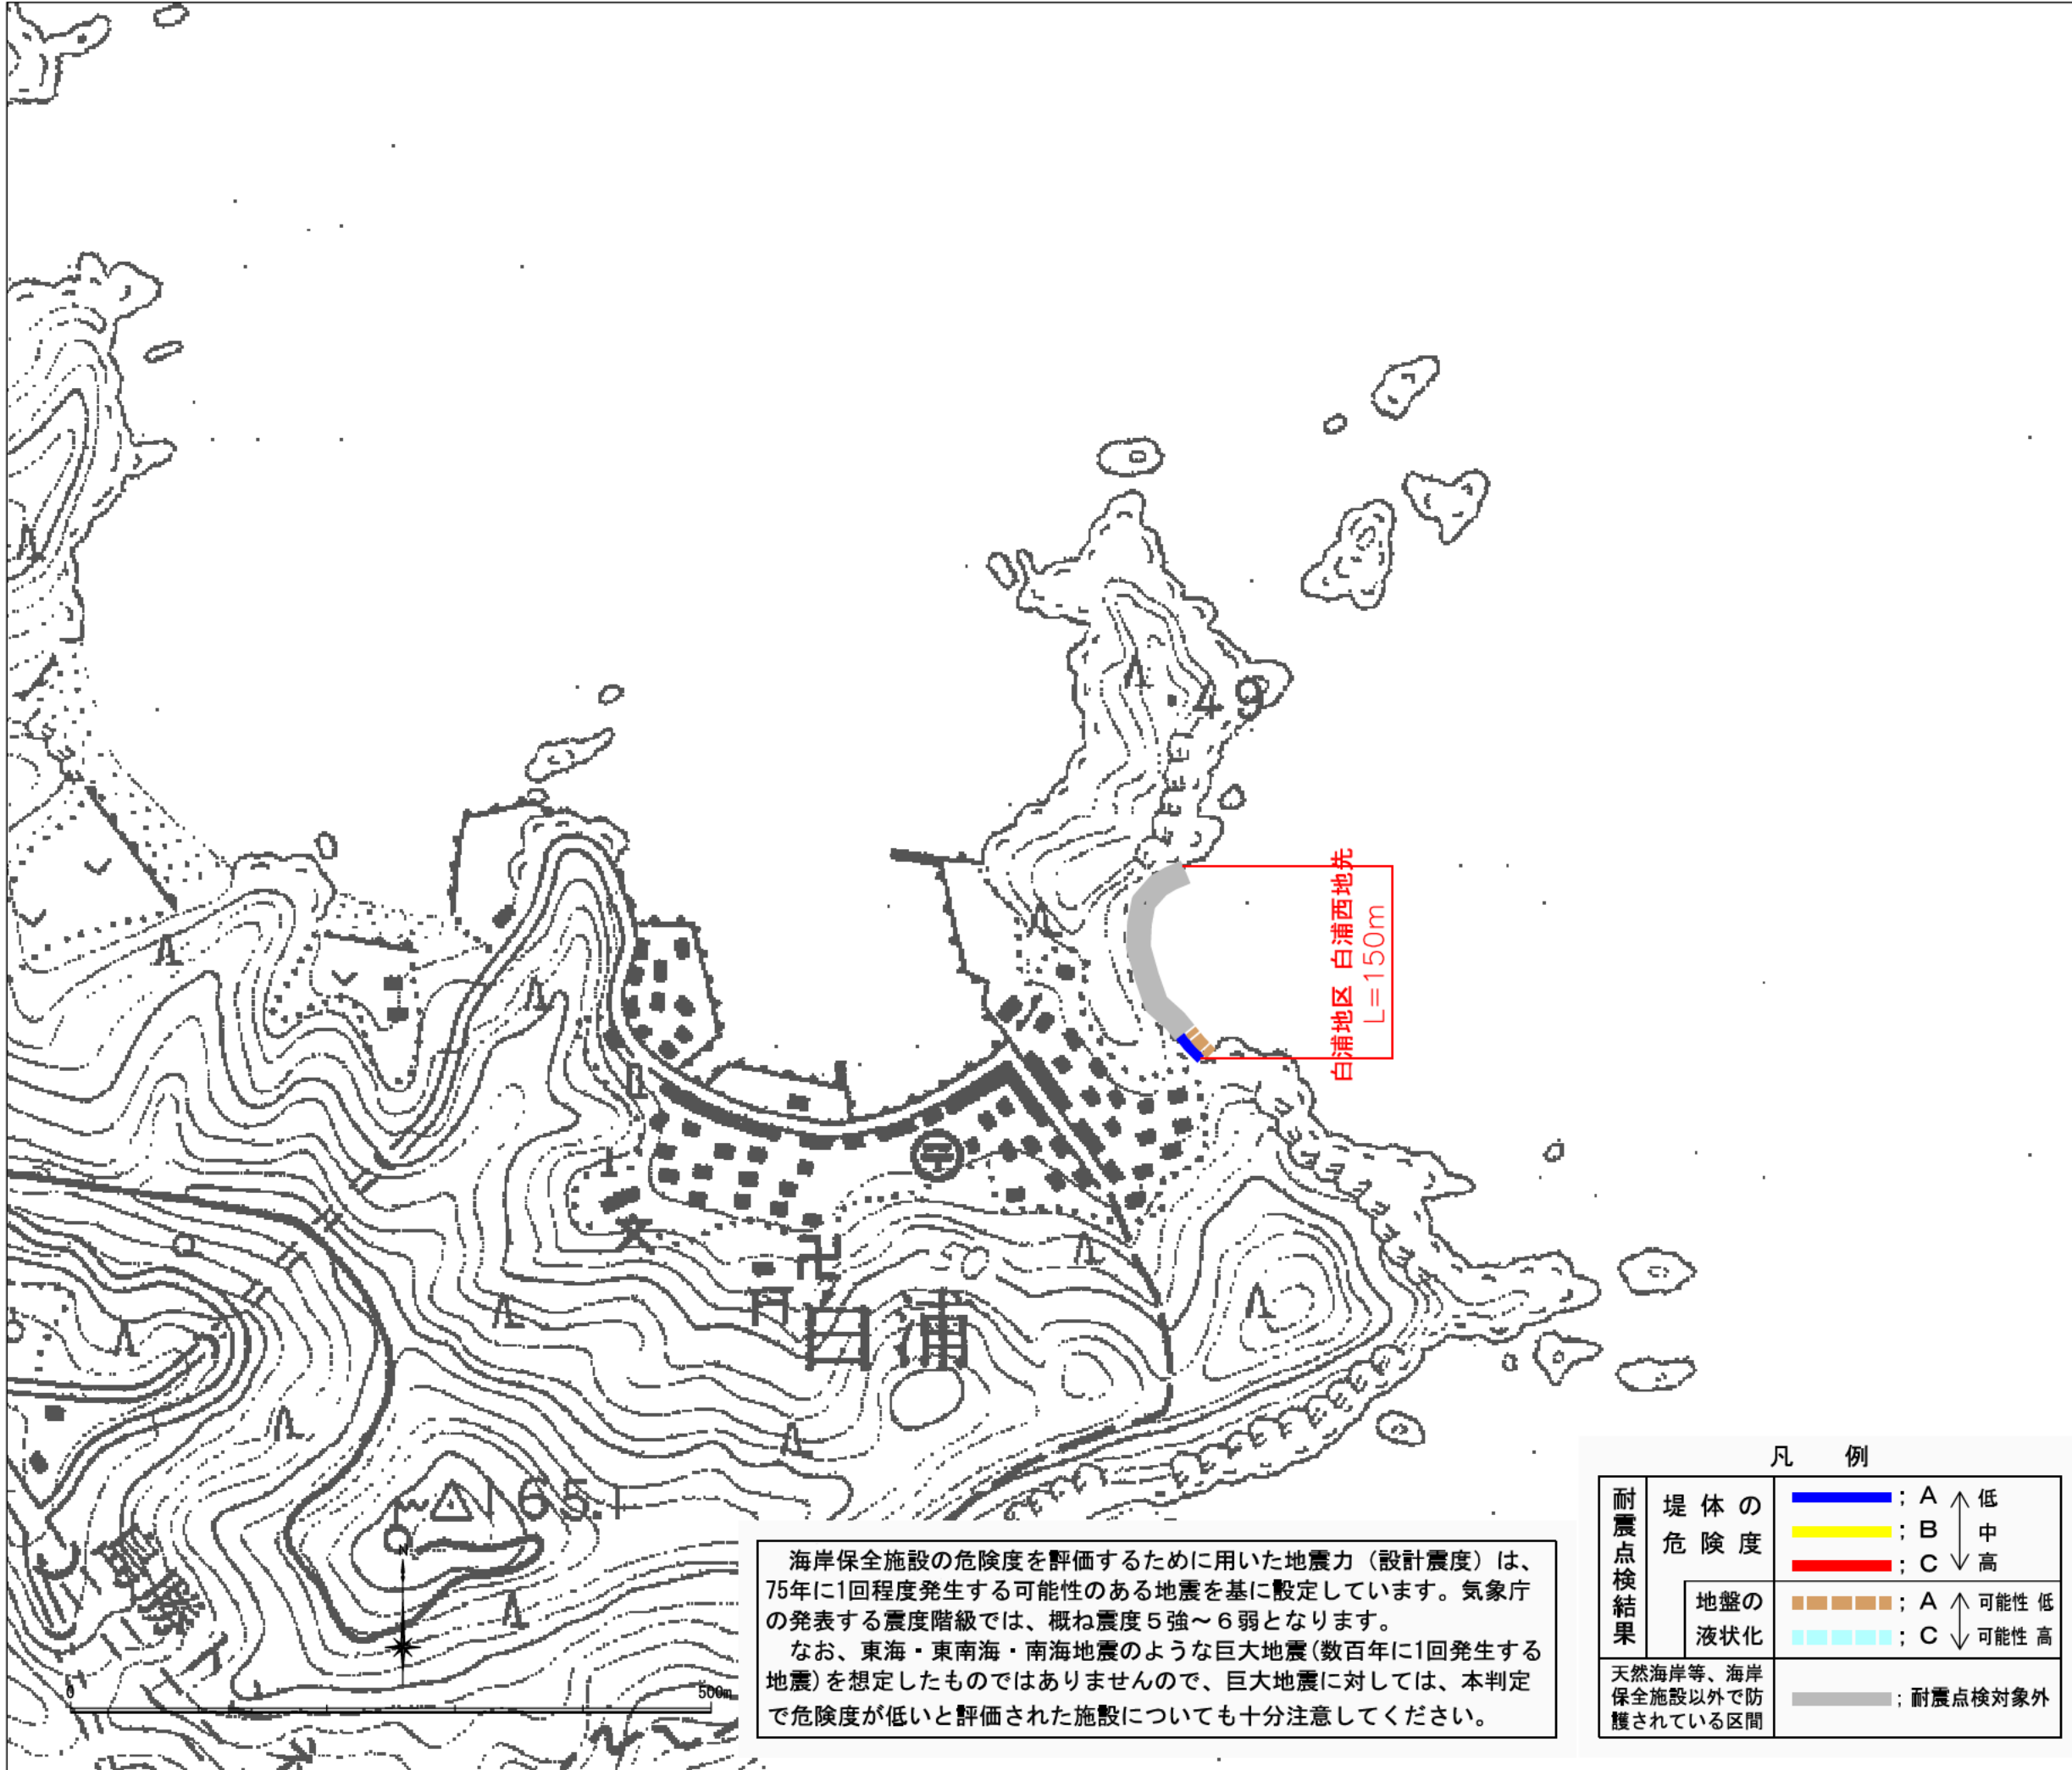 49
白浦地区 白浦西地先
L=150m
白浦
165.1
N
0
500m
海岸保全施設の危険度を評価するために用いた地震力（設計震度）は、
75年に1回程度発生する可能性のある地震を基に設定しています。気象庁
の発表する震度階級では、概ね震度５強～６弱となります。
なお、東海・東南海・南海地震のような巨大地震(数百年に1回発生する
地震)を想定したものではありませんので、巨大地震に対しては、本判定
で危険度が低いと評価された施設についても十分注意してください。
凡 例
耐震点検結果
堤体の
危険度
; A 低
; B 中
; C 高
地盤の
液状化
; A 可能性 低
; C 可能性 高
天然海岸等、海岸
保全施設以外で防
護されている区間
; 耐震点検対象外